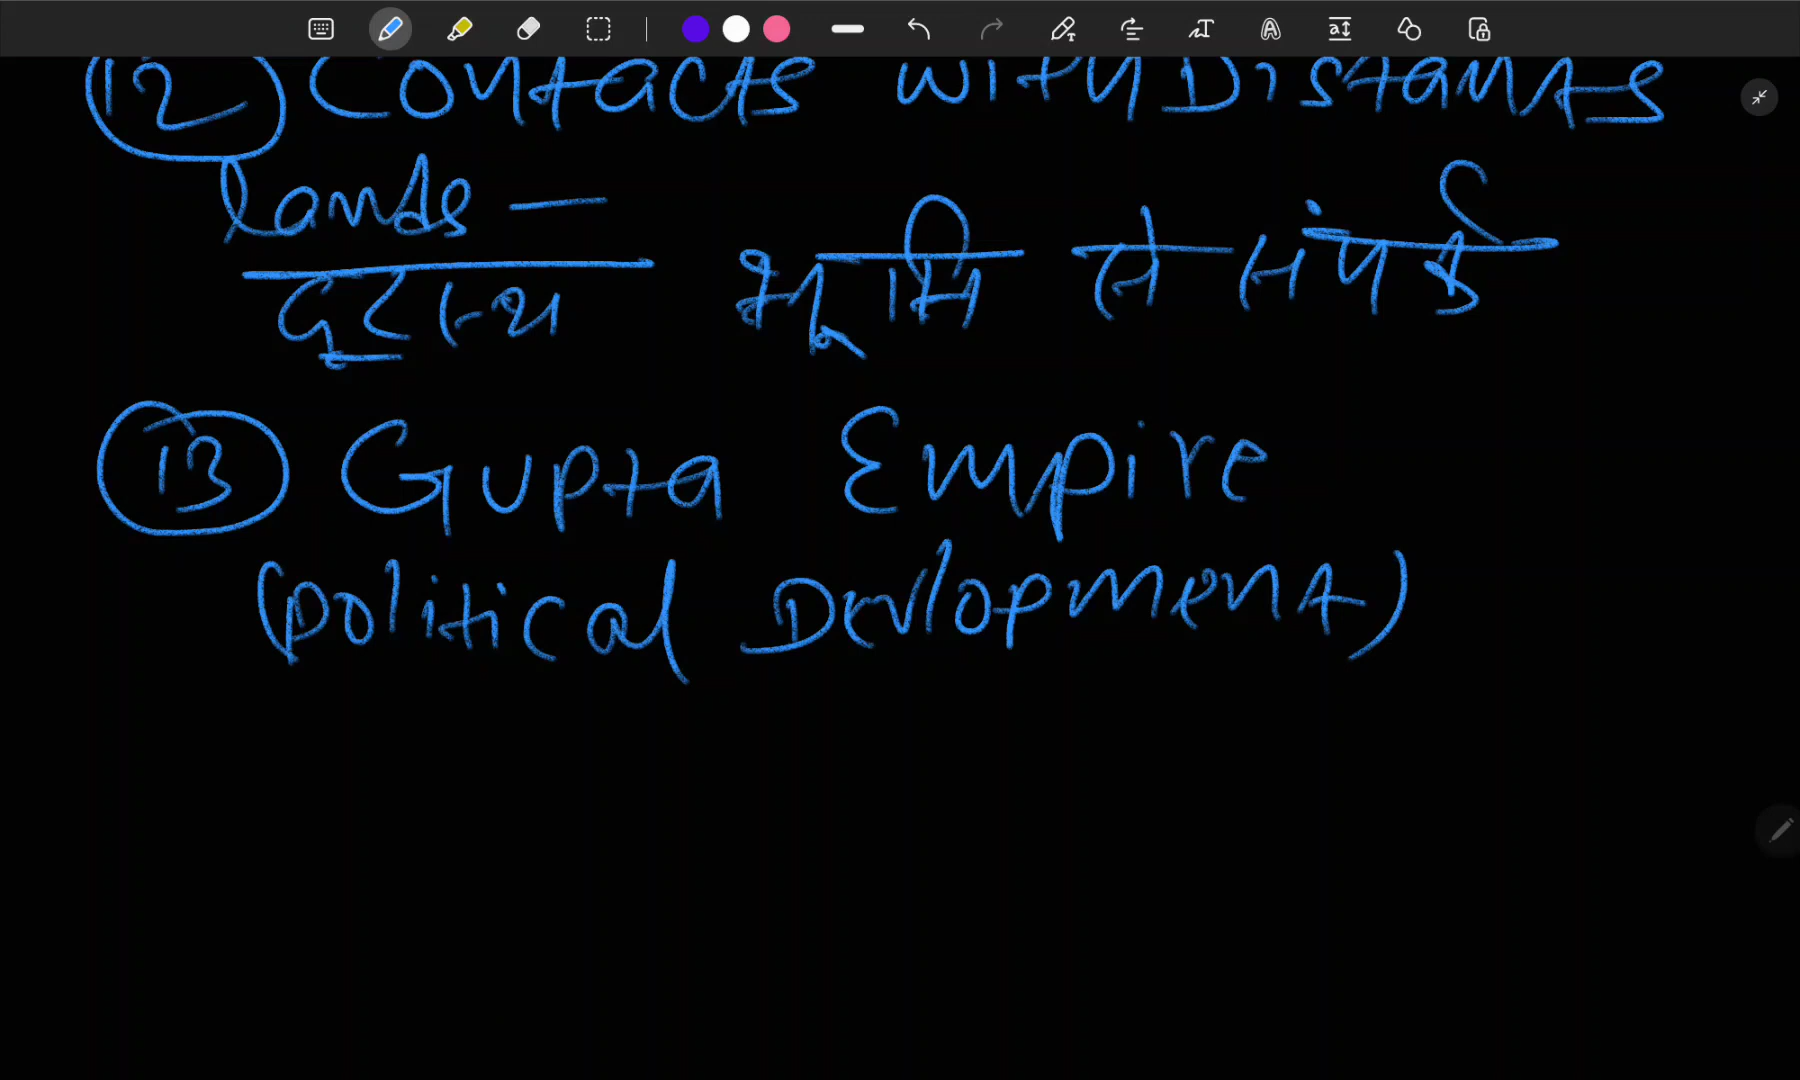 12 Contacts with Distants
lands —
दूरस्थ भूमि से संपर्क
13 Gupta Empire
(political Devlopment)